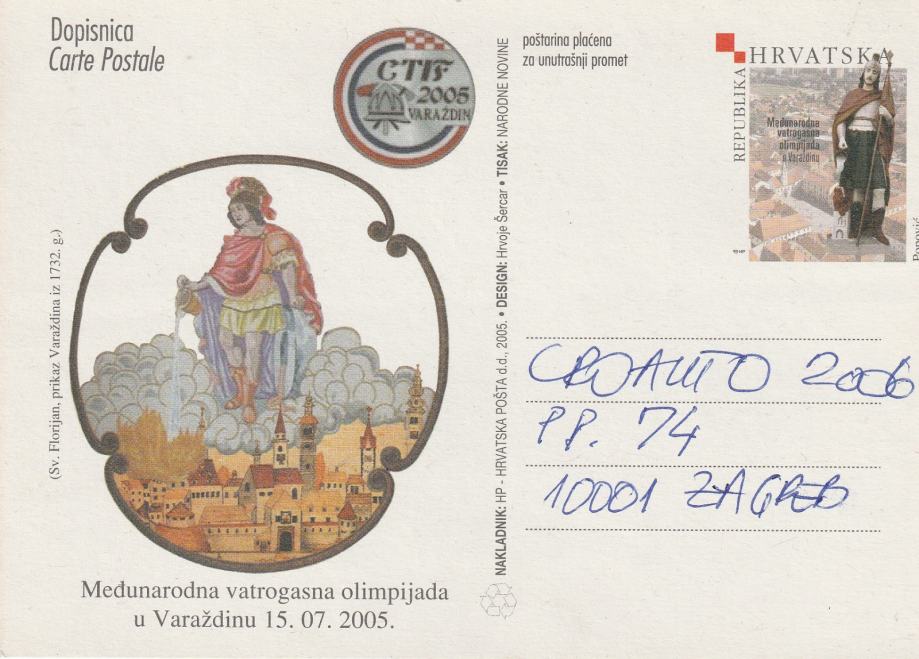 Dopisnica
Carte Postale
CTIF
2005
VARAŽDIN
(Sv. Florijan, prikaz Varaždina iz 1732. g.)
Međunarodna vatrogasna olimpijada
u Varaždinu 15. 07. 2005.
NAKLADNIK: HP - HRVATSKA POŠTA d.d., 2005. • DESIGN: Hrvoje Šercar • TISAK: NARODNE NOVINE
poštarina plaćena
za unutrašnji promet
REPUBLIKA
HRVATSKA
Međunarodna
vatrogasna
olimpijada
u Varaždinu
Popović
CROAUTO 2006
PP. 74
10001 ZAGREB